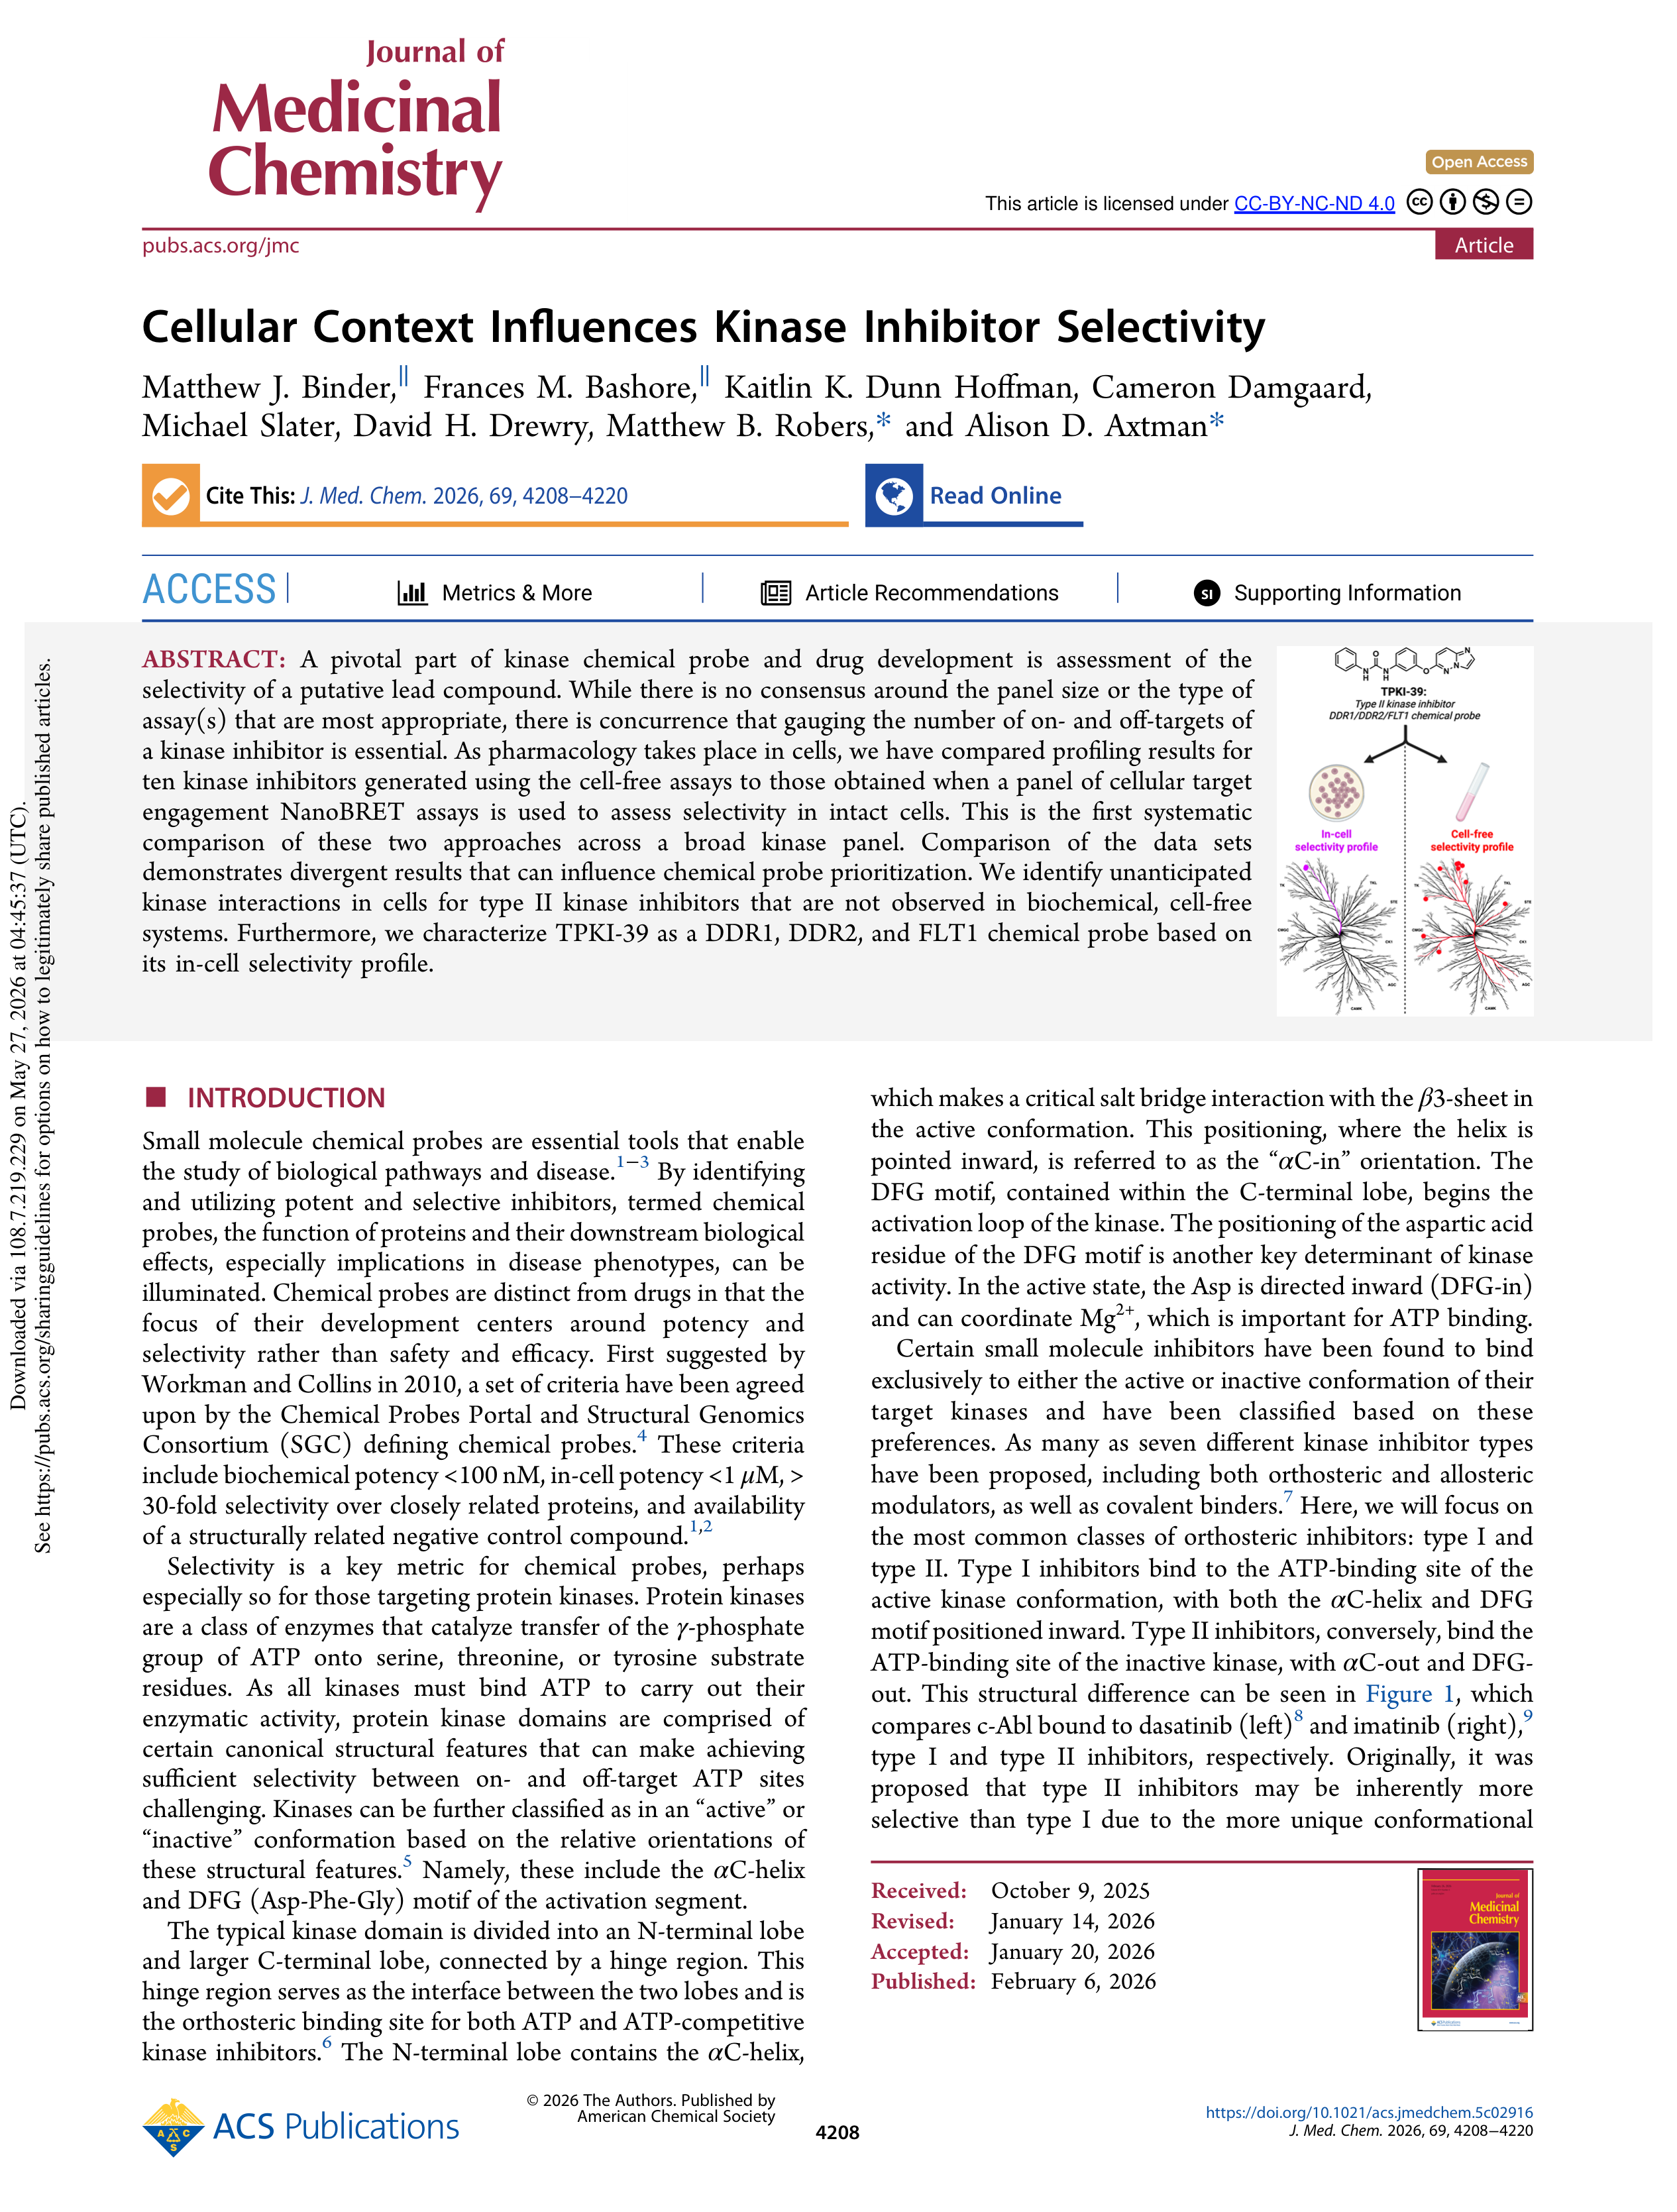 Journal of
Medicinal
Chemistry
Open Access
This article is licensed under CC-BY-NC-ND 4.0
pubs.acs.org/jmc
Article
Cellular Context Influences Kinase Inhibitor Selectivity
Matthew J. Binder,|| Frances M. Bashore,|| Kaitlin K. Dunn Hoffman, Cameron Damgaard,
Michael Slater, David H. Drewry, Matthew B. Robers,* and Alison D. Axtman*
Cite This: J. Med. Chem. 2026, 69, 4208−4220
Read Online
ACCESS
Metrics & More
Article Recommendations
SI Supporting Information
ABSTRACT: A pivotal part of kinase chemical probe and drug development is assessment of the
selectivity of a putative lead compound. While there is no consensus around the panel size or the type of
assay(s) that are most appropriate, there is concurrence that gauging the number of on- and off-targets of
a kinase inhibitor is essential. As pharmacology takes place in cells, we have compared profiling results for
ten kinase inhibitors generated using the cell-free assays to those obtained when a panel of cellular target
engagement NanoBRET assays is used to assess selectivity in intact cells. This is the first systematic
comparison of these two approaches across a broad kinase panel. Comparison of the data sets
demonstrates divergent results that can influence chemical probe prioritization. We identify unanticipated
kinase interactions in cells for type II kinase inhibitors that are not observed in biochemical, cell-free
systems. Furthermore, we characterize TPKI-39 as a DDR1, DDR2, and FLT1 chemical probe based on
its in-cell selectivity profile.
TPKI-39:
Type II kinase inhibitor
DDR1/DDR2/FLT1 chemical probe
In-cell
selectivity profile
Cell-free
selectivity profile
INTRODUCTION
Small molecule chemical probes are essential tools that enable
the study of biological pathways and disease.1−3 By identifying
and utilizing potent and selective inhibitors, termed chemical
probes, the function of proteins and their downstream biological
effects, especially implications in disease phenotypes, can be
illuminated. Chemical probes are distinct from drugs in that the
focus of their development centers around potency and
selectivity rather than safety and efficacy. First suggested by
Workman and Collins in 2010, a set of criteria have been agreed
upon by the Chemical Probes Portal and Structural Genomics
Consortium (SGC) defining chemical probes.4 These criteria
include biochemical potency <100 nM, in-cell potency <1 μM, >
30-fold selectivity over closely related proteins, and availability
of a structurally related negative control compound.1,2
Selectivity is a key metric for chemical probes, perhaps
especially so for those targeting protein kinases. Protein kinases
are a class of enzymes that catalyze transfer of the γ-phosphate
group of ATP onto serine, threonine, or tyrosine substrate
residues. As all kinases must bind ATP to carry out their
enzymatic activity, protein kinase domains are comprised of
certain canonical structural features that can make achieving
sufficient selectivity between on- and off-target ATP sites
challenging. Kinases can be further classified as in an “active” or
“inactive” conformation based on the relative orientations of
these structural features.5 Namely, these include the αC-helix
and DFG (Asp-Phe-Gly) motif of the activation segment.
The typical kinase domain is divided into an N-terminal lobe
and larger C-terminal lobe, connected by a hinge region. This
hinge region serves as the interface between the two lobes and is
the orthosteric binding site for both ATP and ATP-competitive
kinase inhibitors.6 The N-terminal lobe contains the αC-helix,
which makes a critical salt bridge interaction with the β3-sheet in
the active conformation. This positioning, where the helix is
pointed inward, is referred to as the “αC-in” orientation. The
DFG motif, contained within the C-terminal lobe, begins the
activation loop of the kinase. The positioning of the aspartic acid
residue of the DFG motif is another key determinant of kinase
activity. In the active state, the Asp is directed inward (DFG-in)
and can coordinate Mg2+, which is important for ATP binding.
Certain small molecule inhibitors have been found to bind
exclusively to either the active or inactive conformation of their
target kinases and have been classified based on these
preferences. As many as seven different kinase inhibitor types
have been proposed, including both orthosteric and allosteric
modulators, as well as covalent binders.7 Here, we will focus on
the most common classes of orthosteric inhibitors: type I and
type II. Type I inhibitors bind to the ATP-binding site of the
active kinase conformation, with both the αC-helix and DFG
motif positioned inward. Type II inhibitors, conversely, bind the
ATP-binding site of the inactive kinase, with αC-out and DFG-
out. This structural difference can be seen in Figure 1, which
compares c-Abl bound to dasatinib (left)8 and imatinib (right),9
type I and type II inhibitors, respectively. Originally, it was
proposed that type II inhibitors may be inherently more
selective than type I due to the more unique conformational
Received: October 9, 2025
Revised: January 14, 2026
Accepted: January 20, 2026
Published: February 6, 2026
Journal of
Medicinal
Chemistry
ACS Publications
© 2026 The Authors. Published by
American Chemical Society
4208
https://doi.org/10.1021/acs.jmedchem.5c02916
J. Med. Chem. 2026, 69, 4208−4220
Downloaded via 108.7.219.229 on May 27, 2026 at 04:45:37 (UTC).
See https://pubs.acs.org/sharingguidelines for options on how to legitimately share published articles.